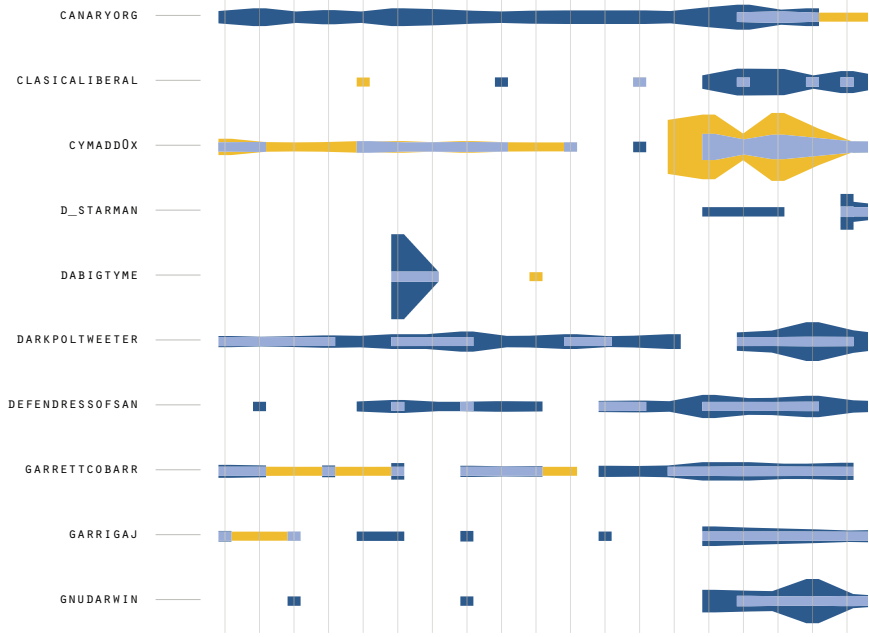 CANARYORG
CLASICALIBERAL
CYMADD0X
D_STARMAN
DABIGTYME
DARKPOLTWEETER
DEFENDRESSOFSAN
GARRETTCOBARR
GARRIGAJ
GNUDARWIN